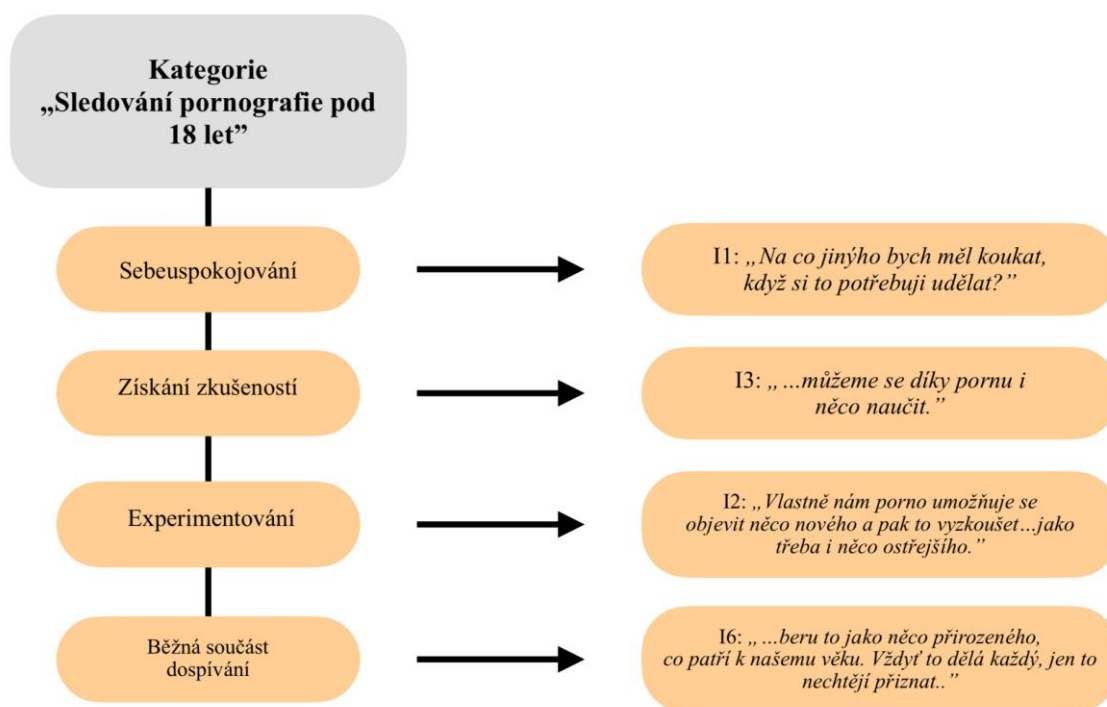 Kategorie
„Sledování pornografie pod
18 let”
Sebeuspokojování
I1: „Na co jinýho bych měl koukat,
když si to potřebuji udělat?”
Získání zkušeností
I3: „...můžeme se díky pornu i
něco naučit.”
Experimentování
I2: „Vlastně nám porno umožňuje se
objevit něco nového a pak to vyzkoušet...jako
třeba i něco ostřejšího.”
Běžná součást
dospívání
I6: „...beru to jako něco přirozeného,
co patří k našemu věku. Vždyť to dělá každý, jen to
nechtějí přiznat..”